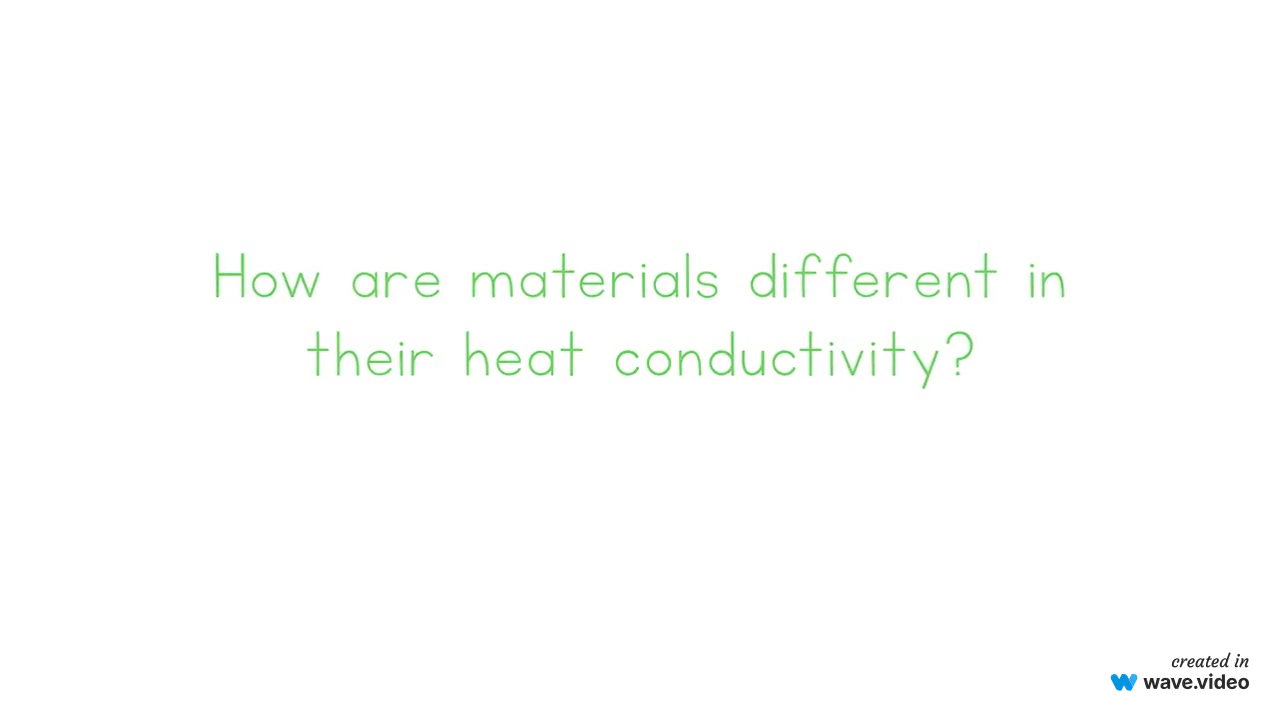 How are materials different in
their heat conductivity?
created in
wave.video